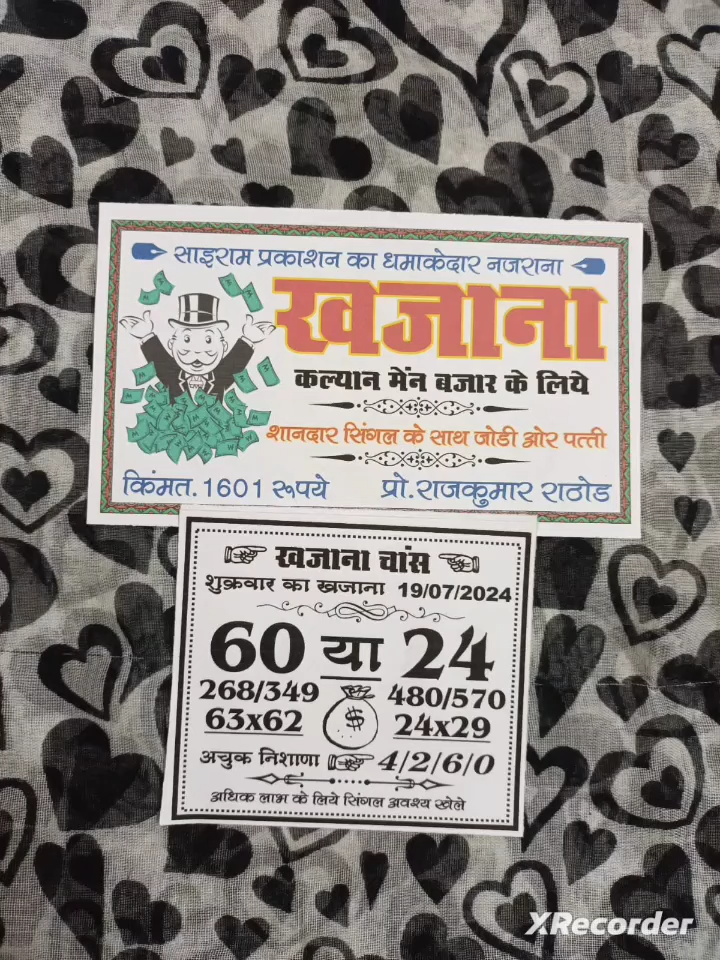 साइराम प्रकाशन का धमाकेदार नजराना
खजाना
कल्यान मेंन बजार के लिये
शानदार सिंगल के साथ जोडी ओर पत्ती
किंमत. 1601 रूपये प्रो. राजकुमार राठोड
खजाना चांस
शुक्रवार का खजाना 19/07/2024
60 या 24
268/349 480/570
63x62 $ 24x29
अचुक निशाणा 4/2/6/0
अधिक लाभ के लिये सिंगल अवश्य खेले
XRecorder